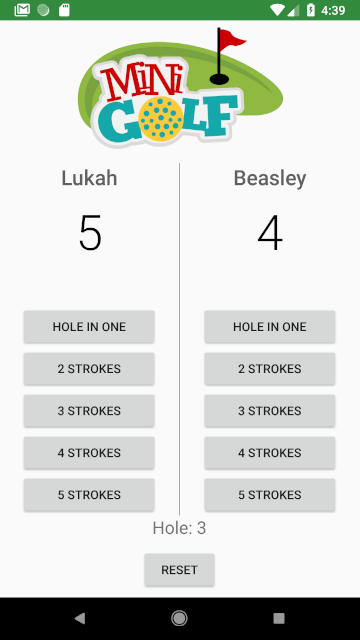 4:39
MiNi
GOLF
Lukah
Beasley
5
4
HOLE IN ONE
HOLE IN ONE
2 STROKES
2 STROKES
3 STROKES
3 STROKES
4 STROKES
4 STROKES
5 STROKES
5 STROKES
Hole: 3
RESET